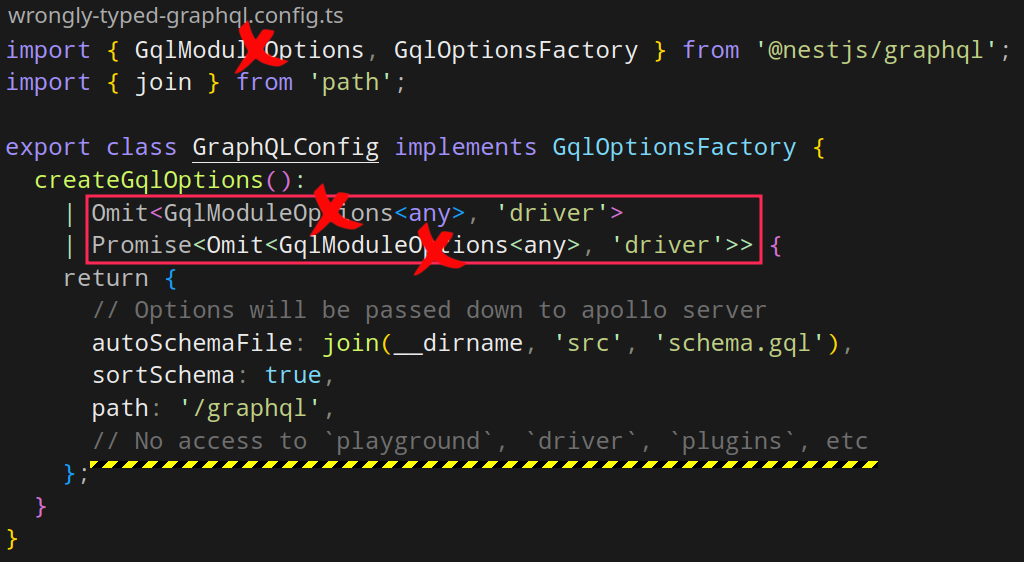 wrongly-typed-graphql.config.ts
import { GqlModuleOptions, GqlOptionsFactory } from '@nestjs/graphql';
import { join } from 'path';
export class GraphQLConfig implements GqlOptionsFactory {
createGqlOptions():
| Omit<GqlModuleOptions<any>, 'driver'>
| Promise<Omit<GqlModuleOptions<any>, 'driver'>> {
return {
// Options will be passed down to apollo server
autoSchemaFile: join(__dirname, 'src', 'schema.gql'),
sortSchema: true,
path: '/graphql',
// No access to `playground`, `driver`, `plugins`, etc
};
}
}